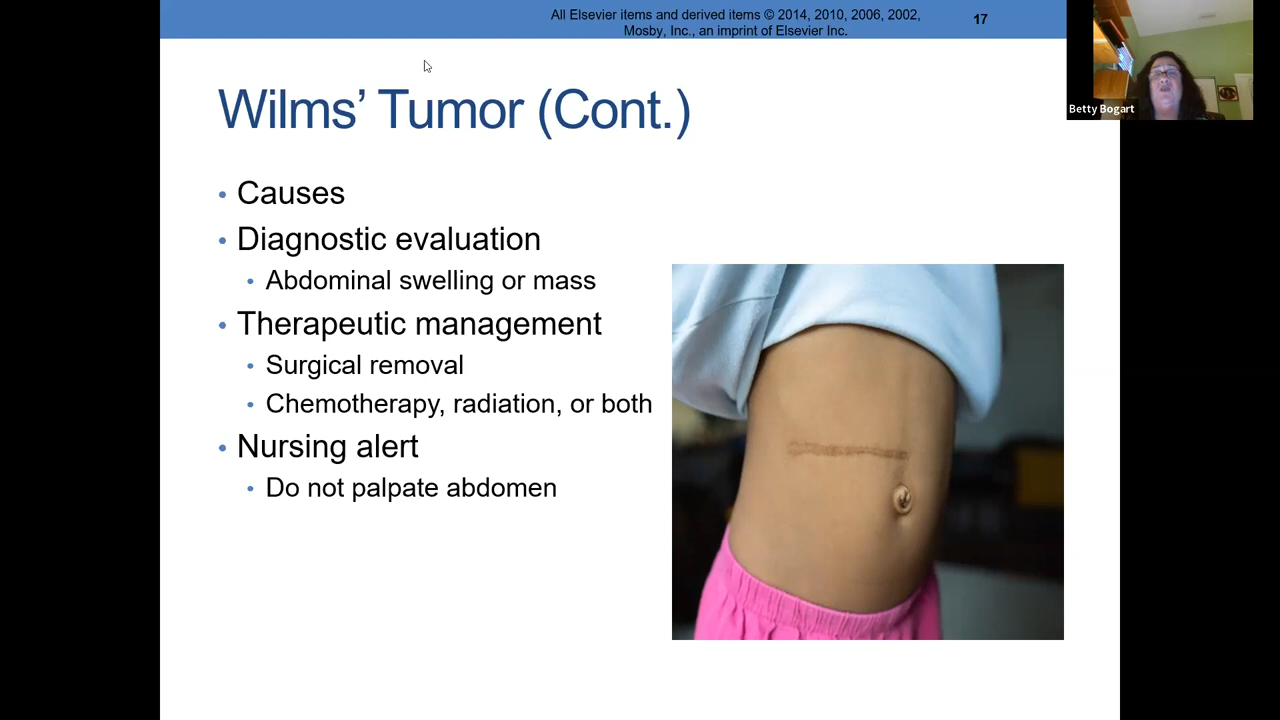 All Elsevier items and derived items © 2014, 2010, 2006, 2002,
Mosby, Inc., an imprint of Elsevier Inc.
17
Betty Bogart
Wilms’ Tumor (Cont.)
• Causes
• Diagnostic evaluation
• Abdominal swelling or mass
• Therapeutic management
• Surgical removal
• Chemotherapy, radiation, or both
• Nursing alert
• Do not palpate abdomen